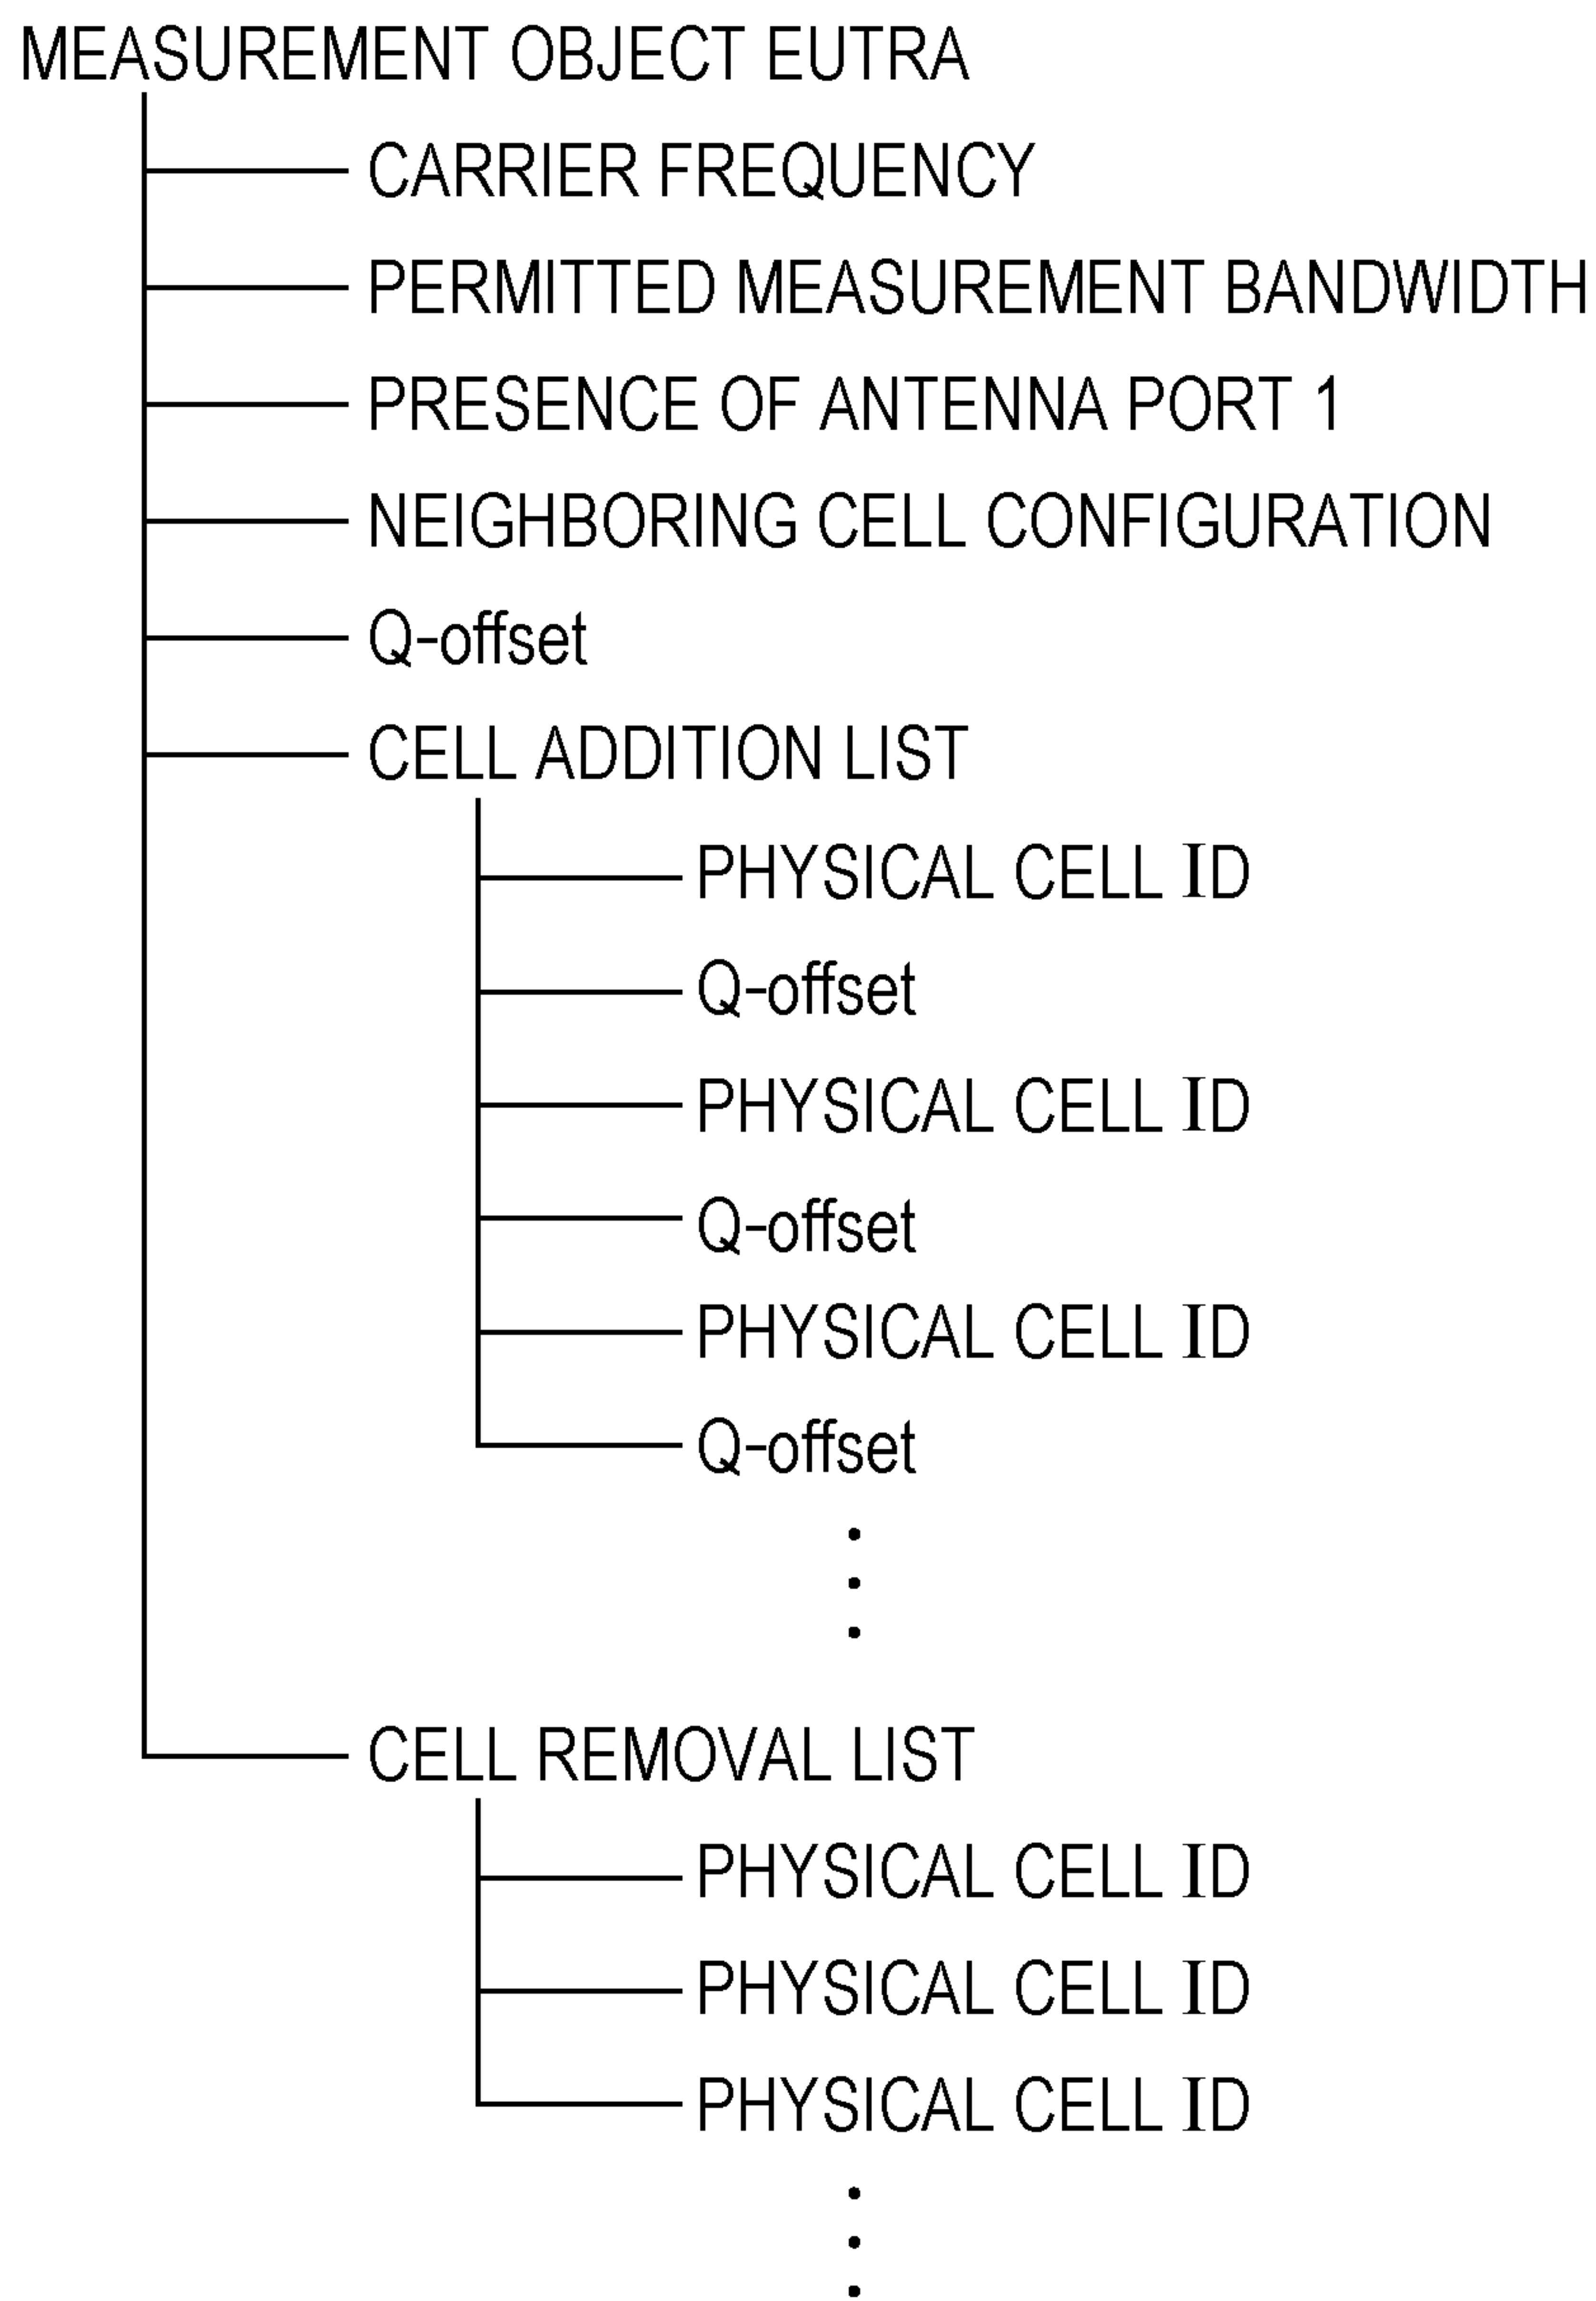 MEASUREMENT OBJECT EUTRA
CARRIER FREQUENCY
PERMITTED MEASUREMENT BANDWIDTH
PRESENCE OF ANTENNA PORT 1
NEIGHBORING CELL CONFIGURATION
Q-offset
CELL ADDITION LIST
PHYSICAL CELL ID
Q-offset
PHYSICAL CELL ID
Q-offset
PHYSICAL CELL ID
Q-offset
CELL REMOVAL LIST
PHYSICAL CELL ID
PHYSICAL CELL ID
PHYSICAL CELL ID